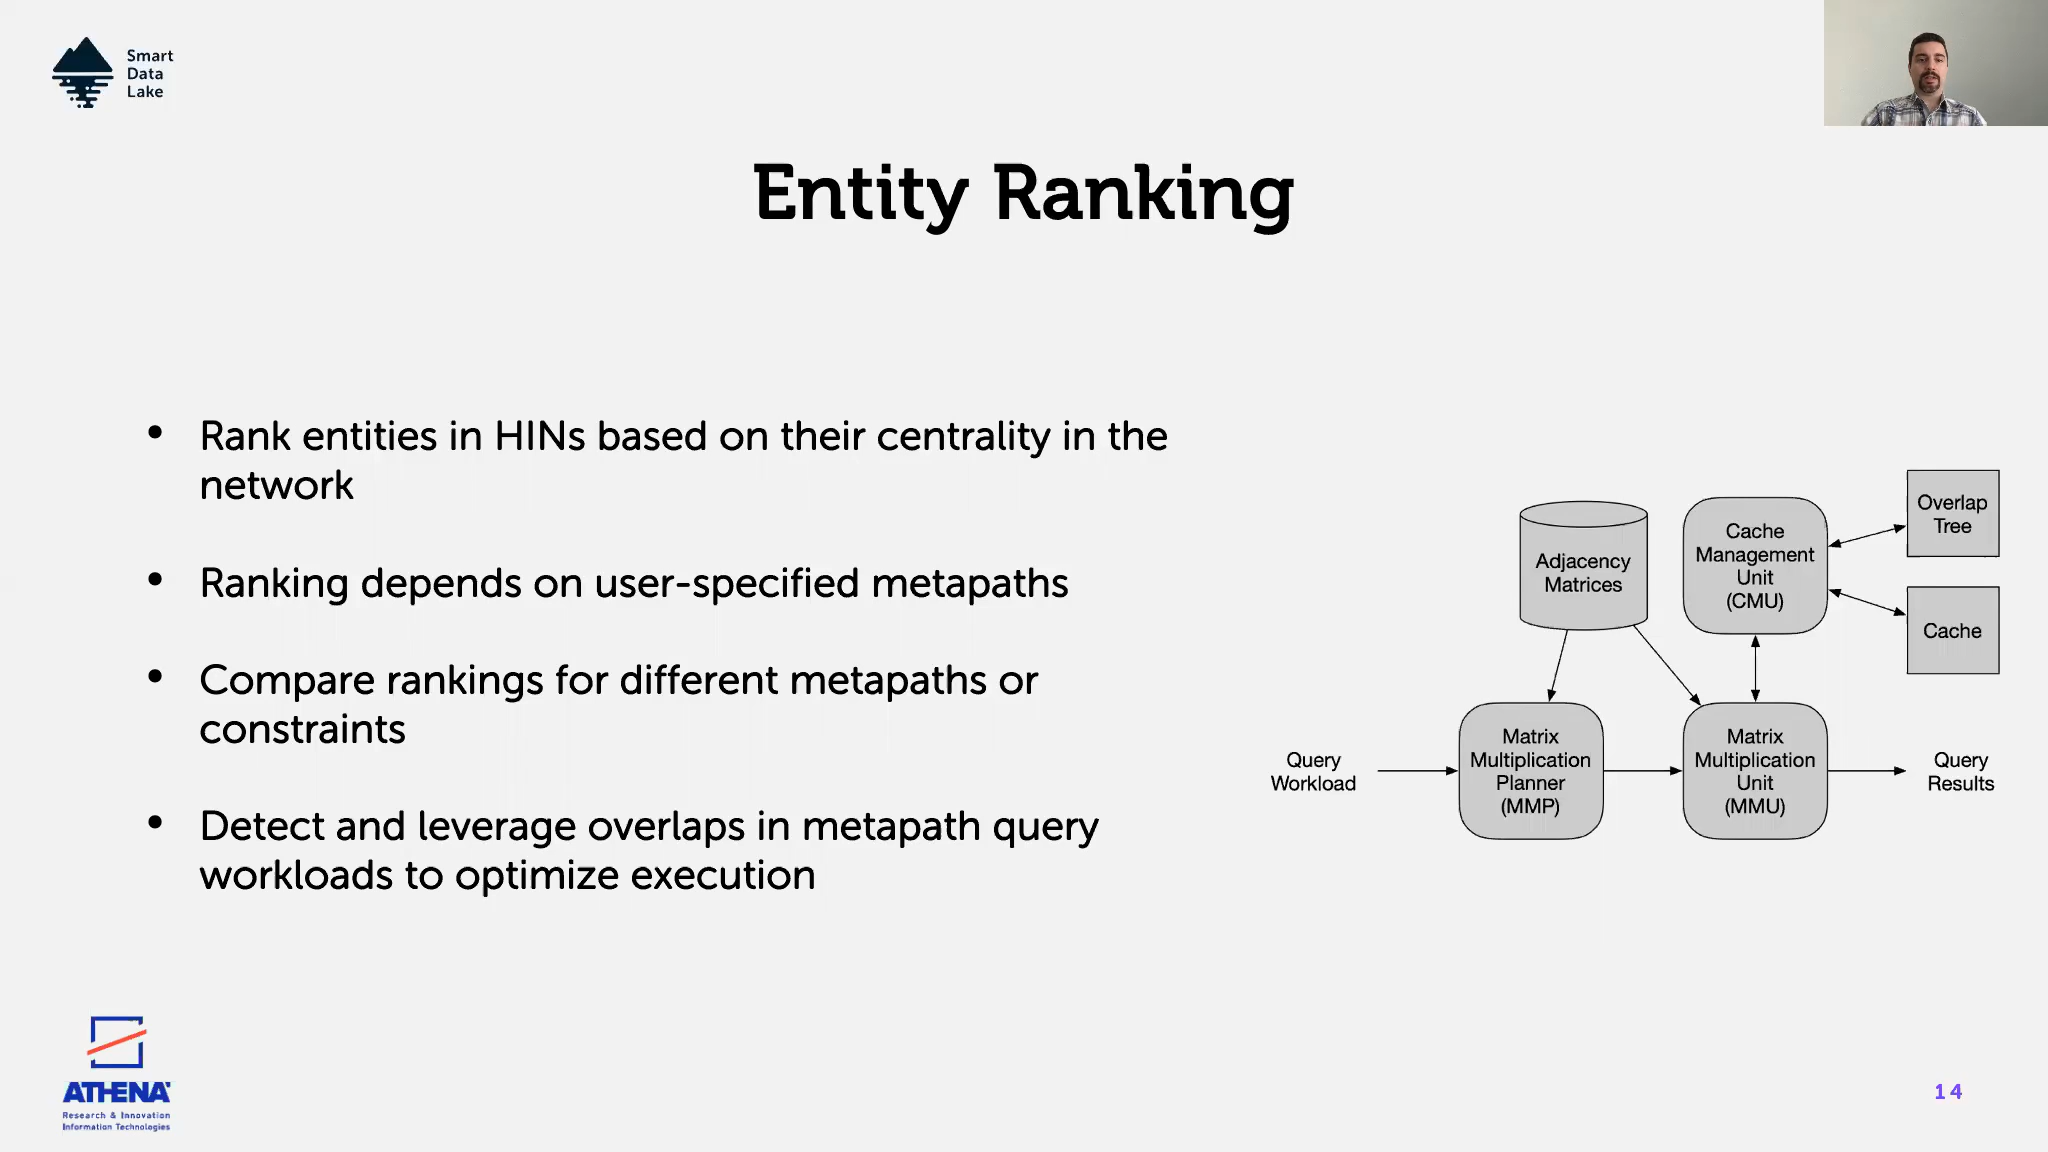 Smart
Data
Lake
Entity Ranking
• Rank entities in HINs based on their centrality in the
network
• Ranking depends on user-specified metapaths
• Compare rankings for different metapaths or
constraints
• Detect and leverage overlaps in metapath query
workloads to optimize execution
Adjacency
Matrices
Cache
Management
Unit
(CMU)
Overlap
Tree
Cache
Query
Workload
Matrix
Multiplication
Planner
(MMP)
Matrix
Multiplication
Unit
(MMU)
Query
Results
ATHENA
Research & Innovation
Information Technologies
14